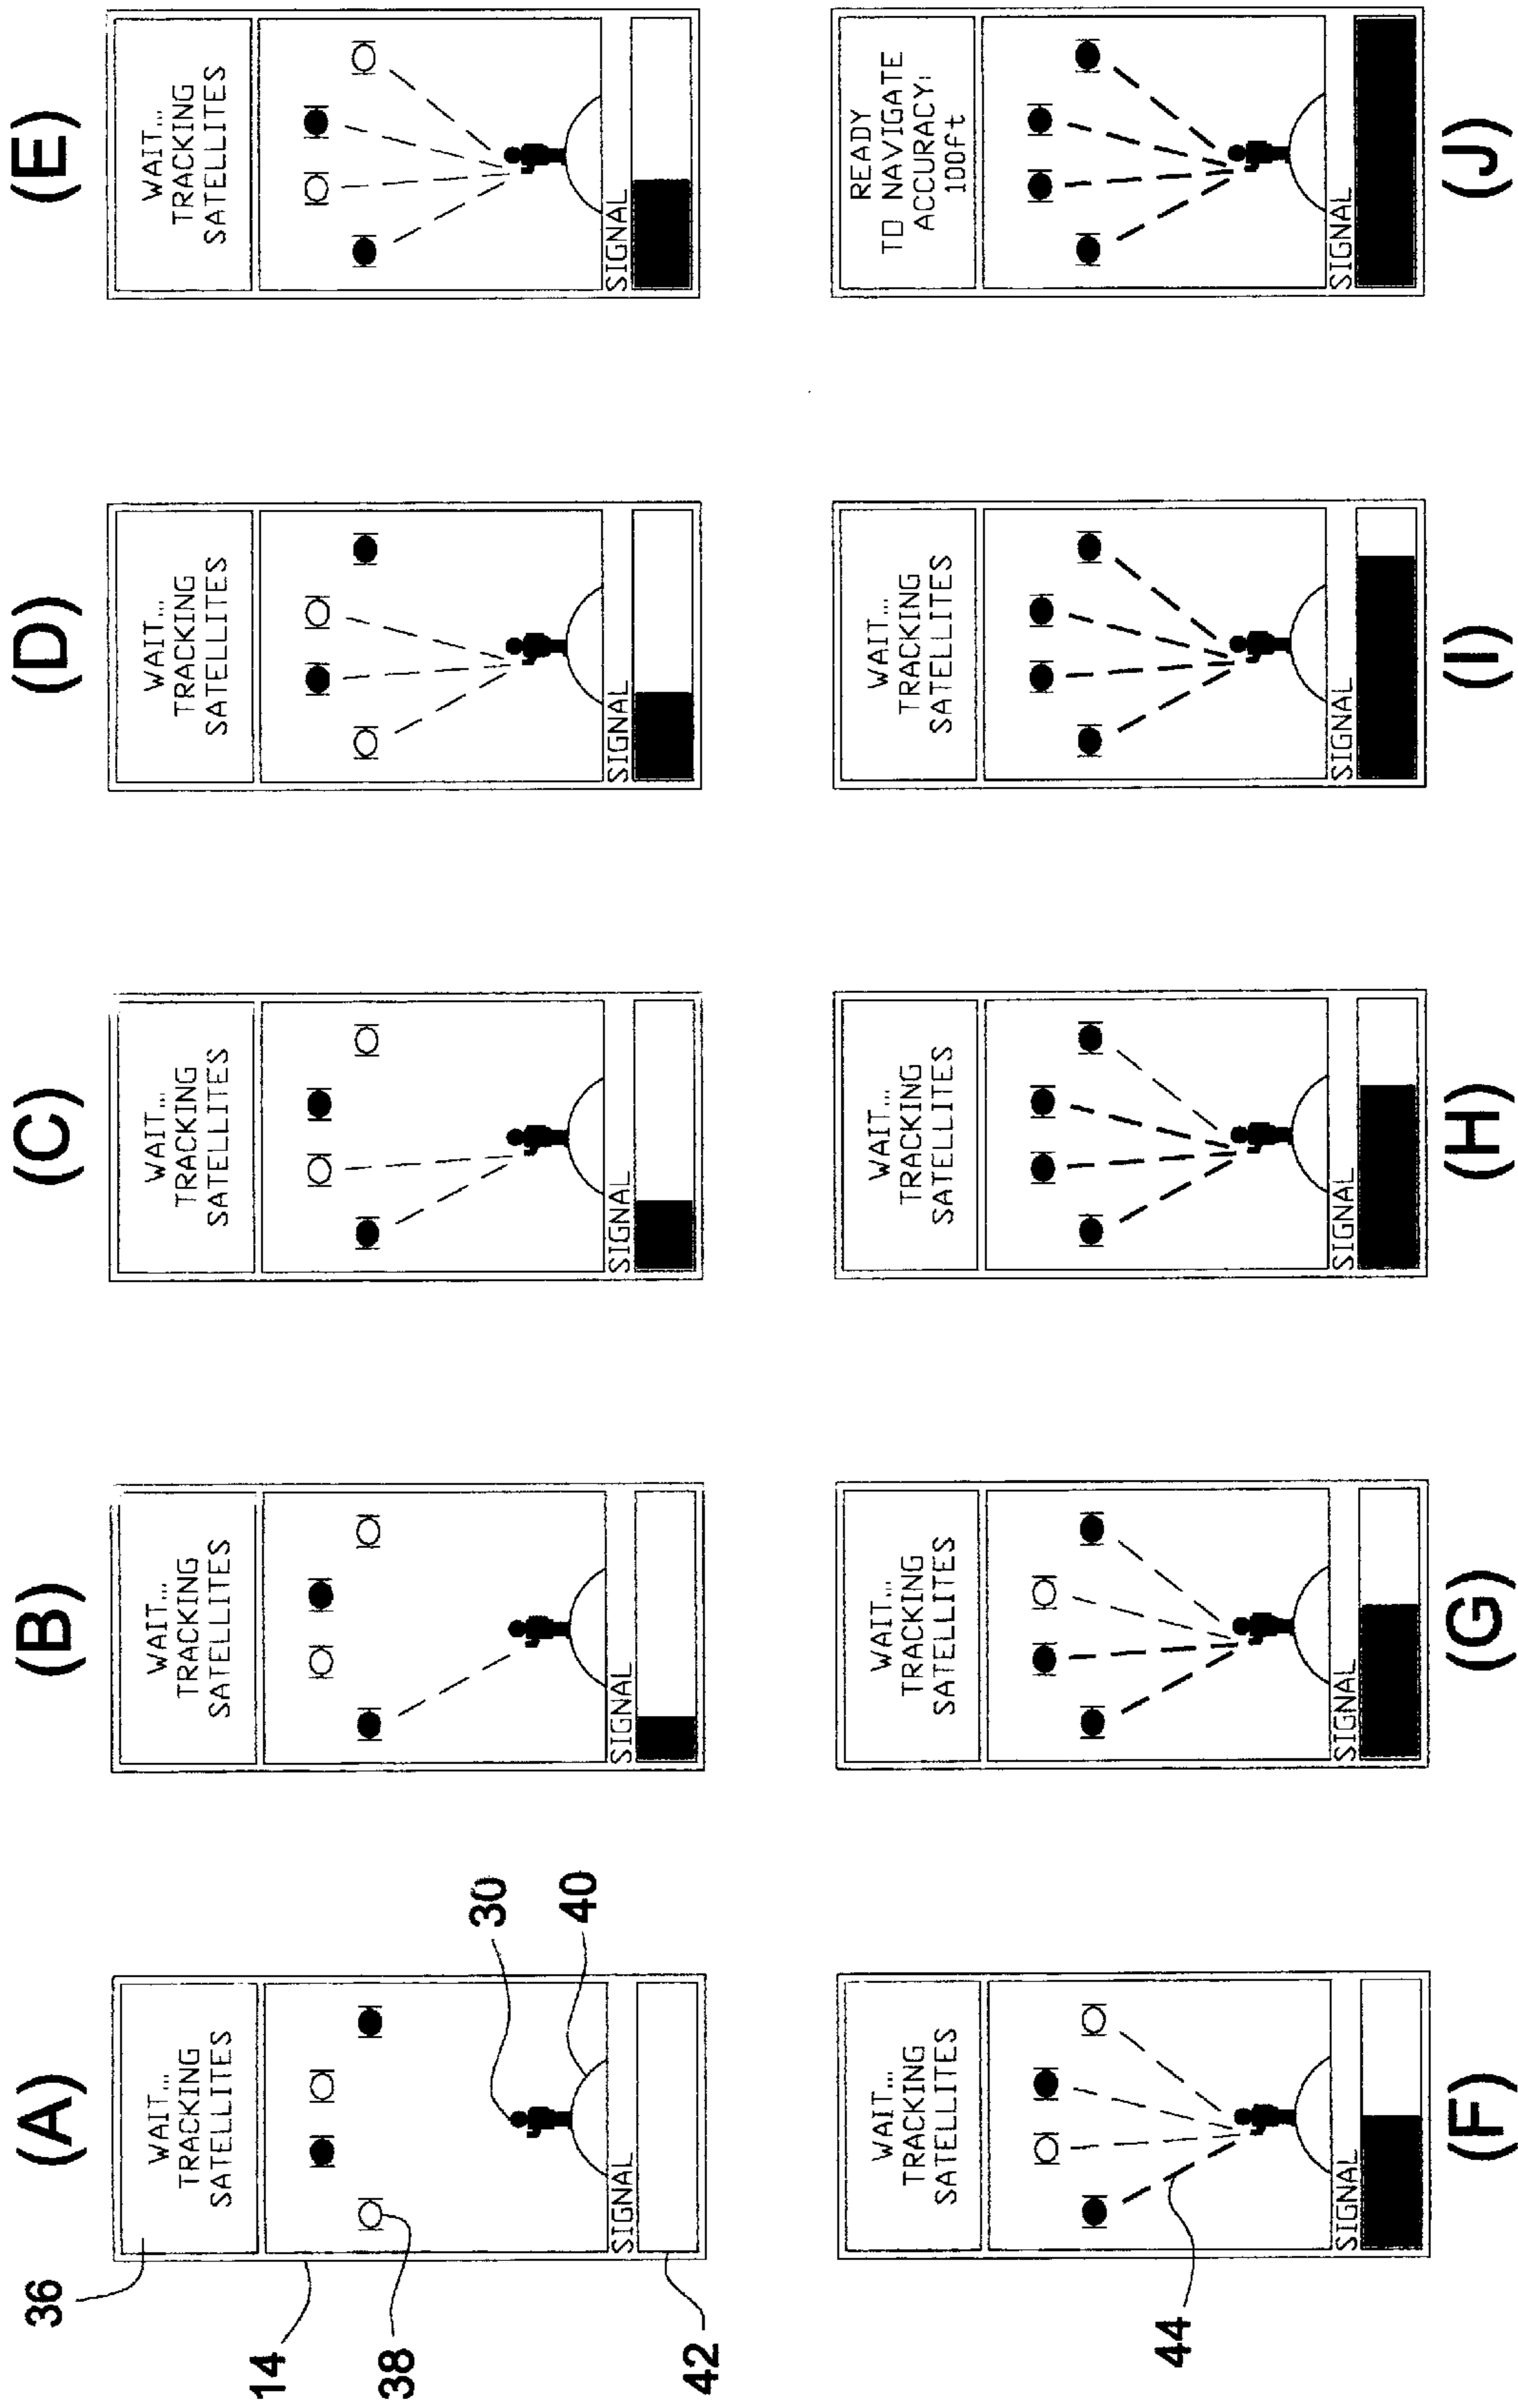 (A)
WAIT...
TRACKING
SATELLITES
SIGNAL
36
14
38
30
40
42
(B)
WAIT...
TRACKING
SATELLITES
SIGNAL
(C)
WAIT...
TRACKING
SATELLITES
SIGNAL
(D)
WAIT...
TRACKING
SATELLITES
SIGNAL
(E)
WAIT...
TRACKING
SATELLITES
SIGNAL
WAIT...
TRACKING
SATELLITES
44
SIGNAL
(F)
WAIT...
TRACKING
SATELLITES
SIGNAL
(G)
WAIT...
TRACKING
SATELLITES
SIGNAL
(H)
WAIT...
TRACKING
SATELLITES
SIGNAL
(I)
READY
TO NAVIGATE
ACCURACY:
100ft
SIGNAL
(J)